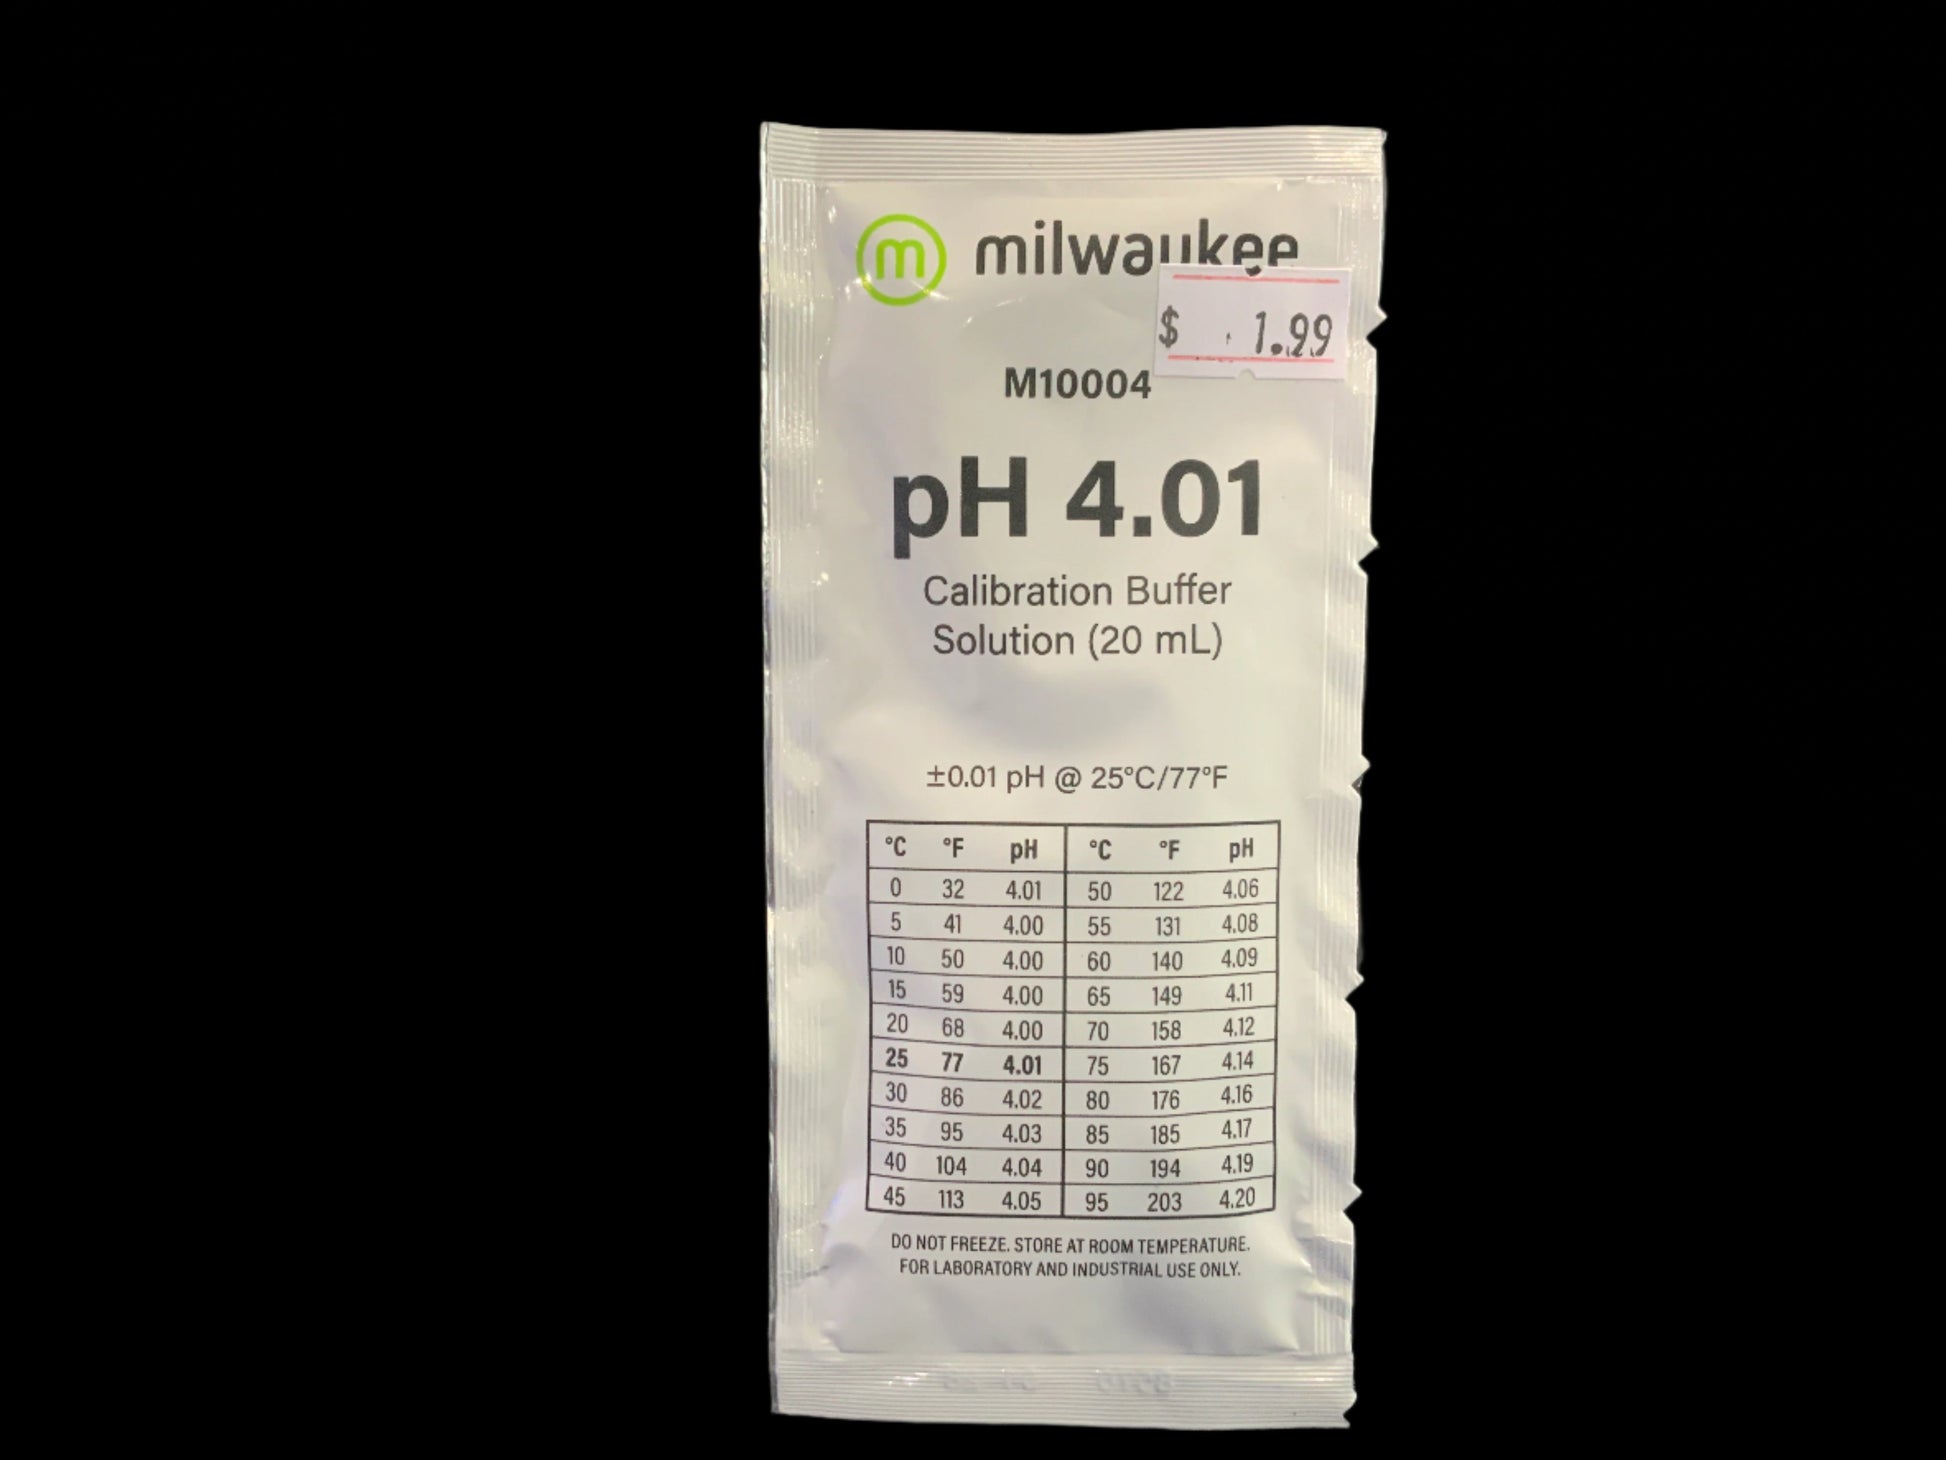 m milwaukee
$ 1.99
M10004
pH 4.01
Calibration Buffer
Solution (20 mL)
±0.01 pH @ 25°C/77°F
°C °F pH °C °F pH
0 32 4.01 50 122 4.06
5 41 4.00 55 131 4.08
10 50 4.00 60 140 4.09
15 59 4.00 65 149 4.11
20 68 4.00 70 158 4.12
25 77 4.01 75 167 4.14
30 86 4.02 80 176 4.16
35 95 4.03 85 185 4.17
40 104 4.04 90 194 4.19
45 113 4.05 95 203 4.20
DO NOT FREEZE. STORE AT ROOM TEMPERATURE.
FOR LABORATORY AND INDUSTRIAL USE ONLY.